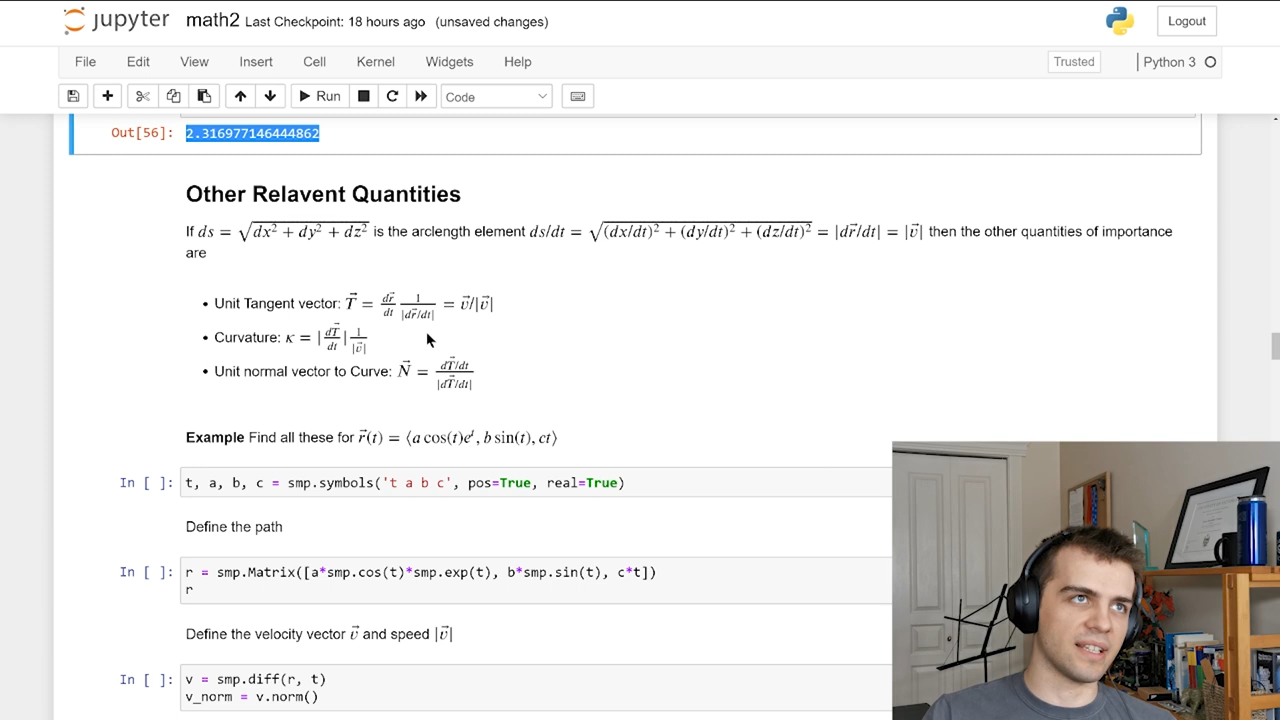 jupyter math2 Last Checkpoint: 18 hours ago (unsaved changes) Logout
File Edit View Insert Cell Kernel Widgets Help Trusted Python 3
Run Code
Out[56]: 2.316977146444862
Other Relavent Quantities
If ds = √(dx² + dy² + dz²) is the arclength element ds/dt = √((dx/dt)² + (dy/dt)² + (dz/dt)²) = |dr⃗/dt| = |v⃗| then the other quantities of importance
are
• Unit Tangent vector: T⃗ = dr⃗/dt 1/|dr⃗/dt| = v⃗/|v⃗|
• Curvature: κ = |dT⃗/dt| 1/|v⃗|
• Unit normal vector to Curve: N⃗ = (dT⃗/dt)/|dT⃗/dt|
Example Find all these for r⃗(t) = ⟨a cos(t)eᵗ, b sin(t), ct⟩
In [ ]: t, a, b, c = smp.symbols('t a b c', pos=True, real=True)
Define the path
In [ ]: r = smp.Matrix([a*smp.cos(t)*smp.exp(t), b*smp.sin(t), c*t])
r
Define the velocity vector v⃗ and speed |v⃗|
In [ ]: v = smp.diff(r, t)
v_norm = v.norm()